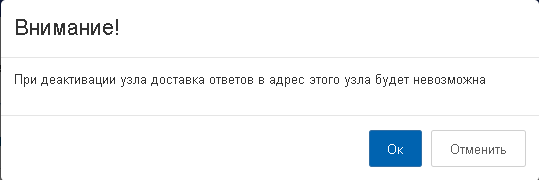 Внимание!
При деактивации узла доставка ответов в адрес этого узла будет невозможна
Ок
Отменить